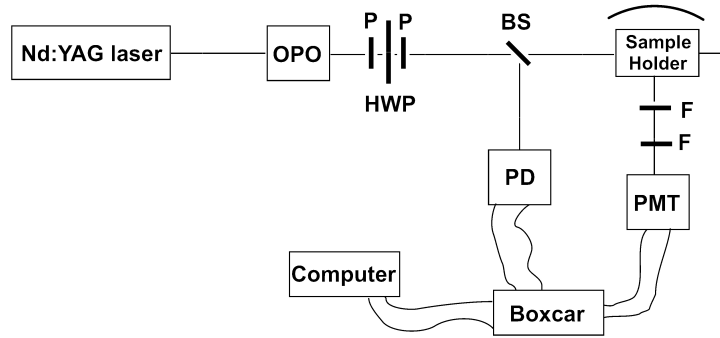 P P
BS
Nd:YAG laser
OPO
Sample
Holder
HWP
F
F
PD
PMT
Computer
Boxcar